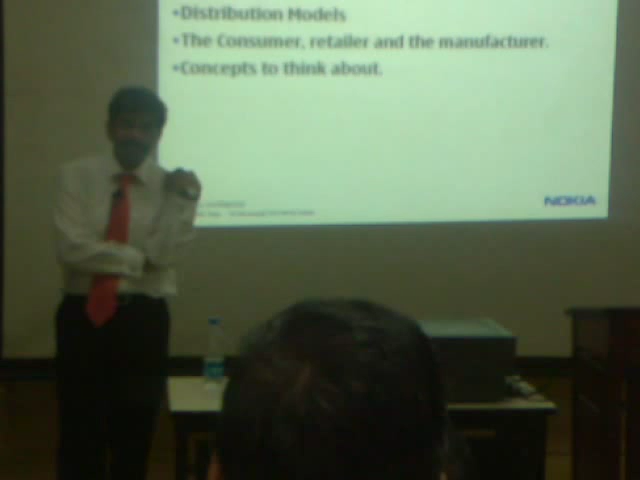 •Distribution Models
•The Consumer, retailer and the manufacturer.
•Concepts to think about.
NOKIA